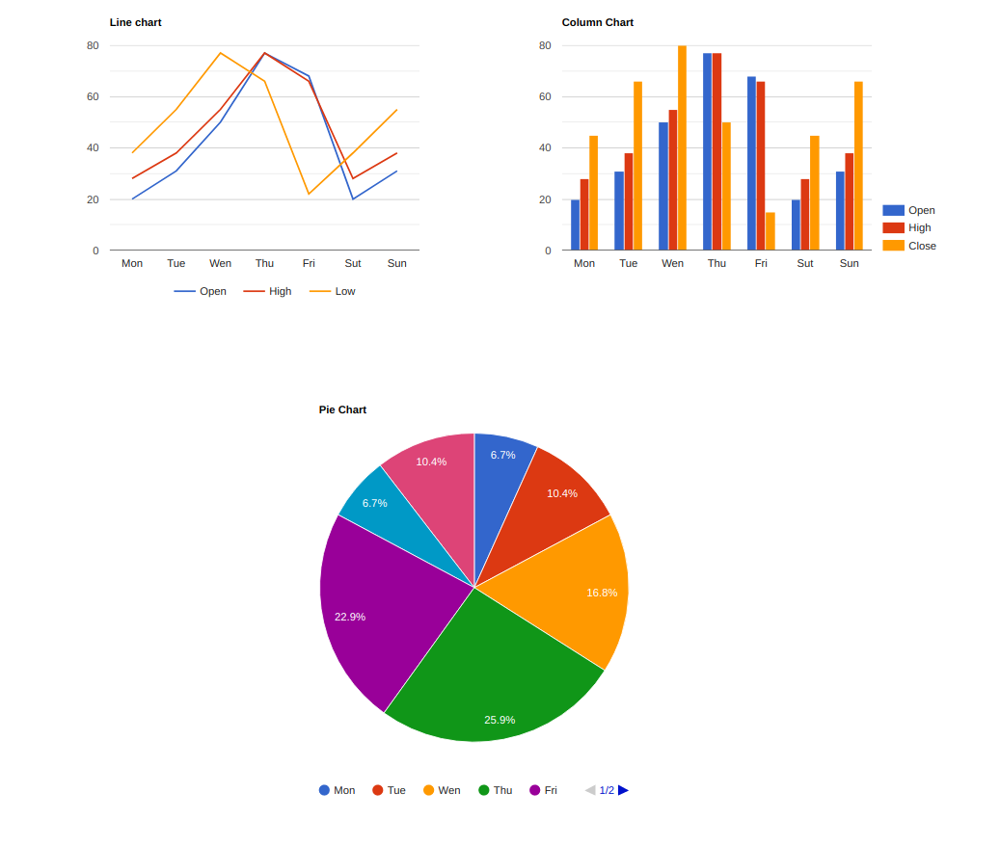 Line chart
80
60
40
20
0
Mon Tue Wen Thu Fri Sut Sun
Open High Low
Column Chart
80
60
40
20
0
Mon Tue Wen Thu Fri Sut Sun
Open
High
Close
Pie Chart
10.4% 6.7%
6.7% 10.4%
16.8%
22.9%
25.9%
Mon Tue Wen Thu Fri 1/2